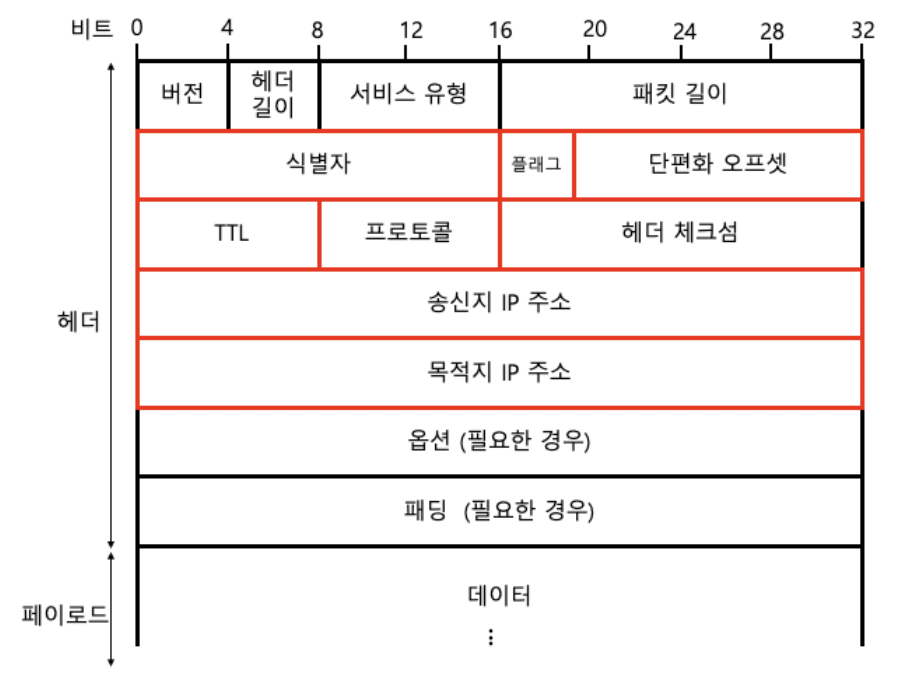 비트 0 4 8 12 16 20 24 28 32
버전
헤더
길이
서비스 유형
패킷 길이
식별자
플래그
단편화 오프셋
TTL
프로토콜
헤더 체크섬
헤더
송신지 IP 주소
목적지 IP 주소
옵션 (필요한 경우)
패딩 (필요한 경우)
페이로드
데이터
⋮